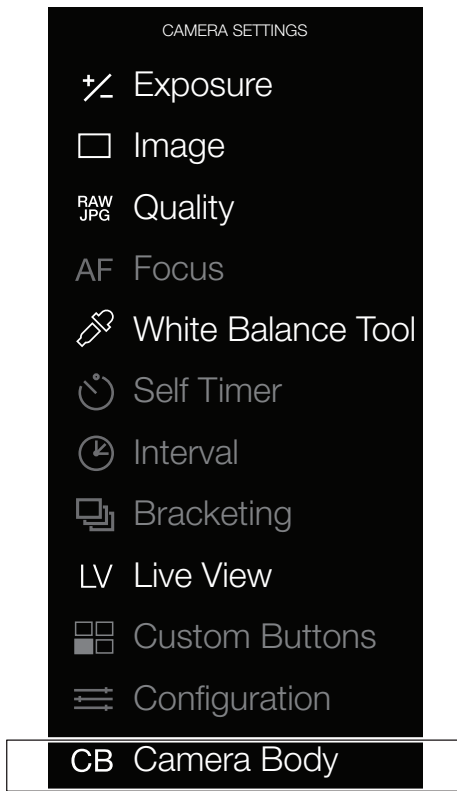 CAMERA SETTINGS
Exposure
Image
RAW JPG Quality
AF Focus
White Balance Tool
Self Timer
Interval
Bracketing
LV Live View
Custom Buttons
Configuration
CB Camera Body